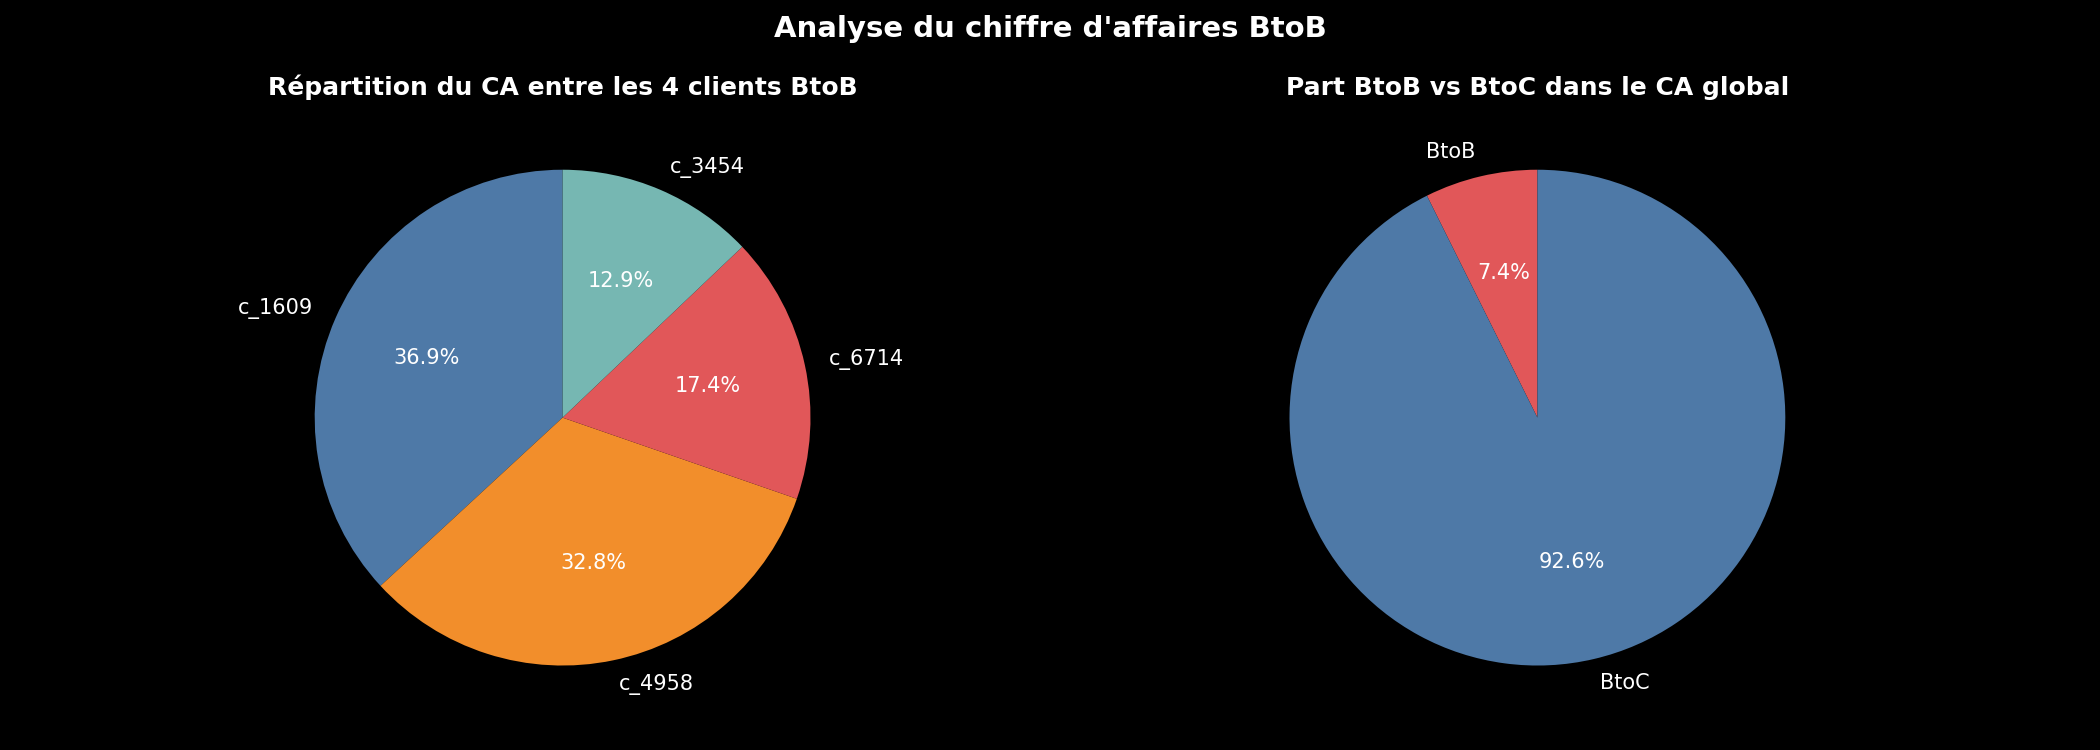 Analyse du chiffre d'affaires BtoB
Répartition du CA entre les 4 clients BtoB
c_3454
12.9%
c_1609
36.9%
c_6714
17.4%
32.8%
c_4958
Part BtoB vs BtoC dans le CA global
BtoB
7.4%
92.6%
BtoC